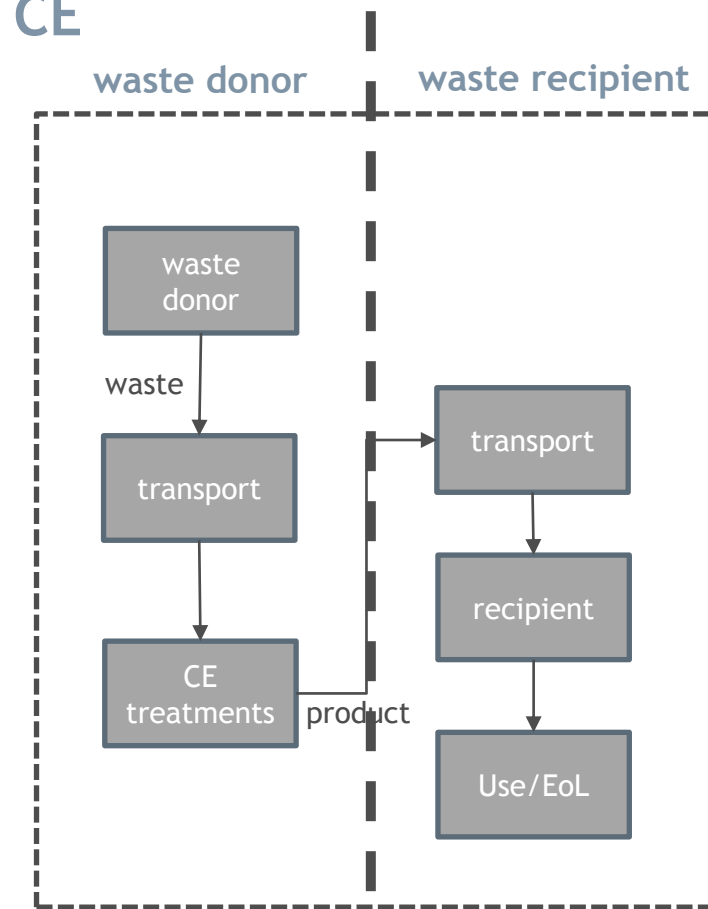 CE
waste donor
waste recipient
waste
donor
waste
transport
CE
treatments
product
transport
recipient
Use/EoL